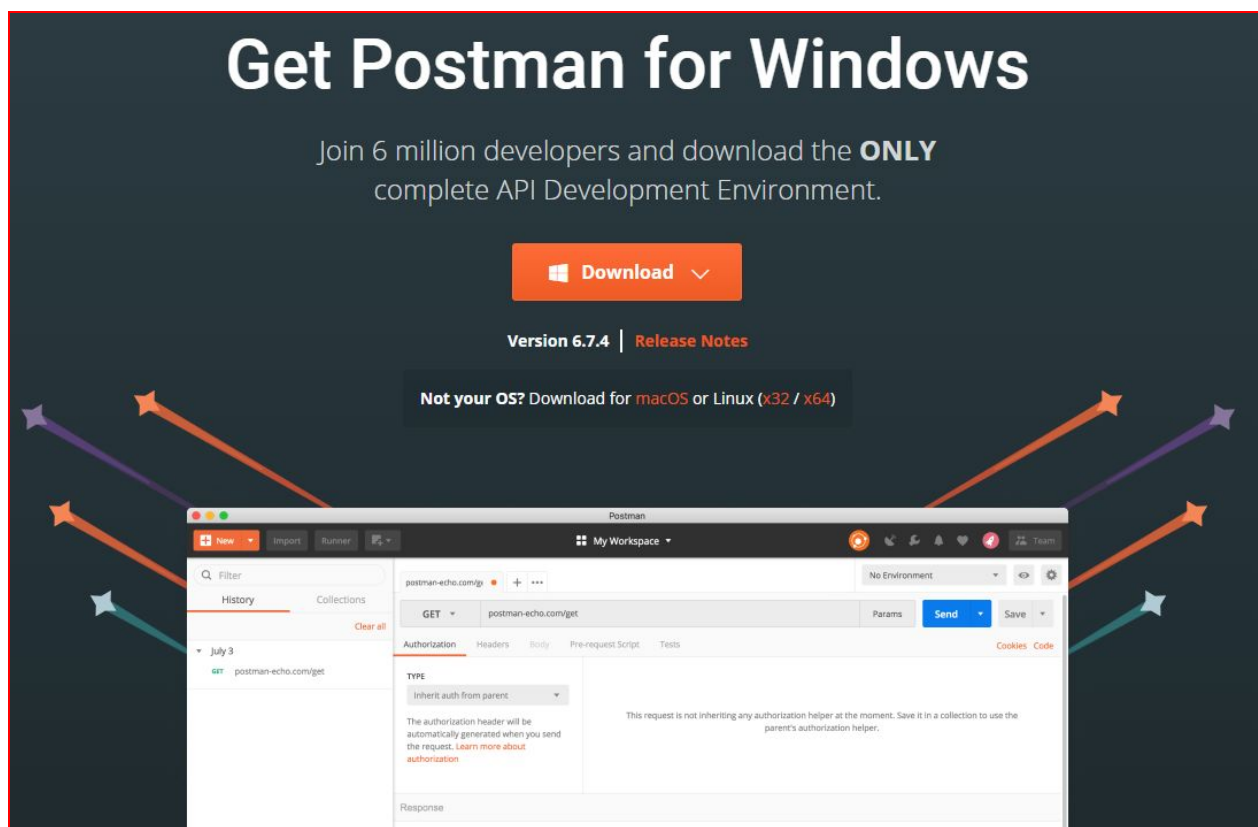 Get Postman for Windows
Join 6 million developers and download the ONLY
complete API Development Environment.
Download
Version 6.7.4 | Release Notes
Not your OS? Download for macOS or Linux (x32 / x64)
Postman
New
Import
Runner
My Workspace
Team
Filter
History
Collections
Clear all
July 3
GET postman-echo.com/get
postman-echo.com/ge
No Environment
GET
postman-echo.com/get
Params
Send
Save
Authorization
Headers
Body
Pre-request Script
Tests
Cookies
Code
TYPE
Inherit auth from parent
The authorization header will be
automatically generated when you send
the request. Learn more about
authorization
This request is not inheriting any authorization helper at the moment. Save it in a collection to use the
parent's authorization helper.
Response